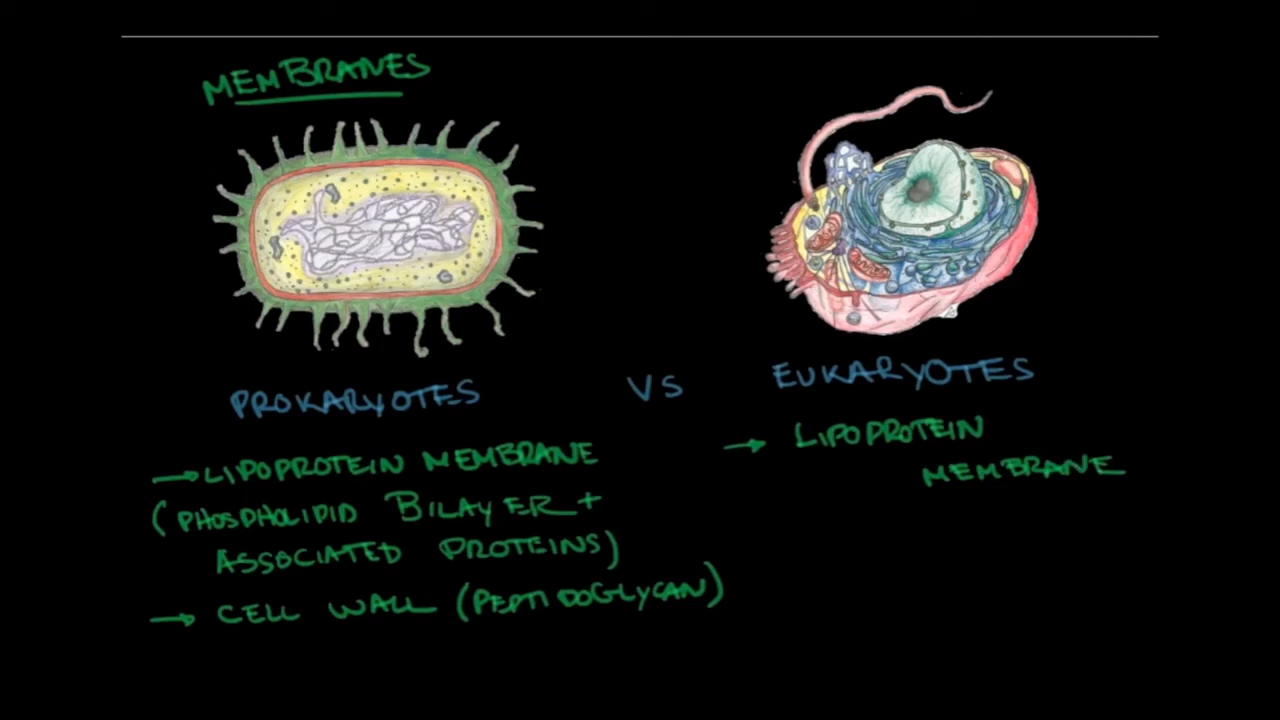 MEMBRANES
PROKARYOTES VS EUKARYOTES
→ LIPOPROTEIN MEMBRANE
(PHOSPHOLIPID BILAYER +
ASSOCIATED PROTEINS)
→ CELL WALL (PEPTIDOGLYCAN)
→ LIPOPROTEIN
MEMBRANE